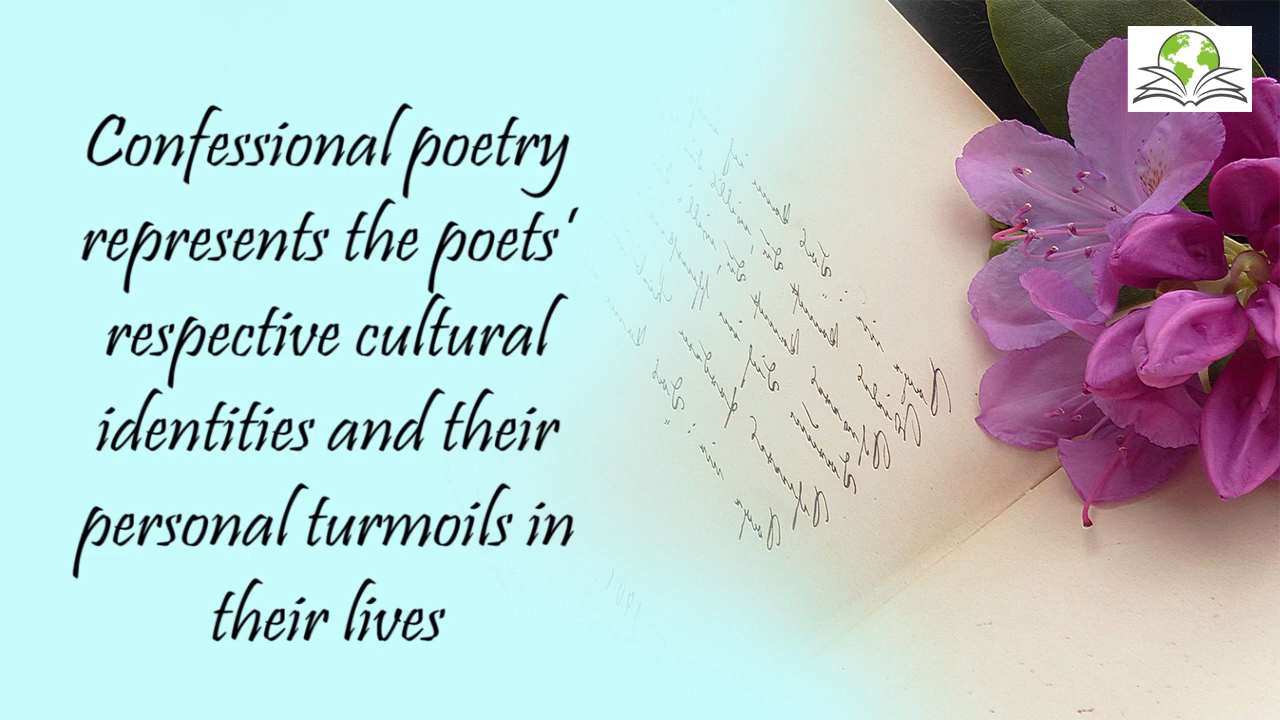 Confessional poetry
represents the poets'
respective cultural
identities and their
personal turmoils in
their lives